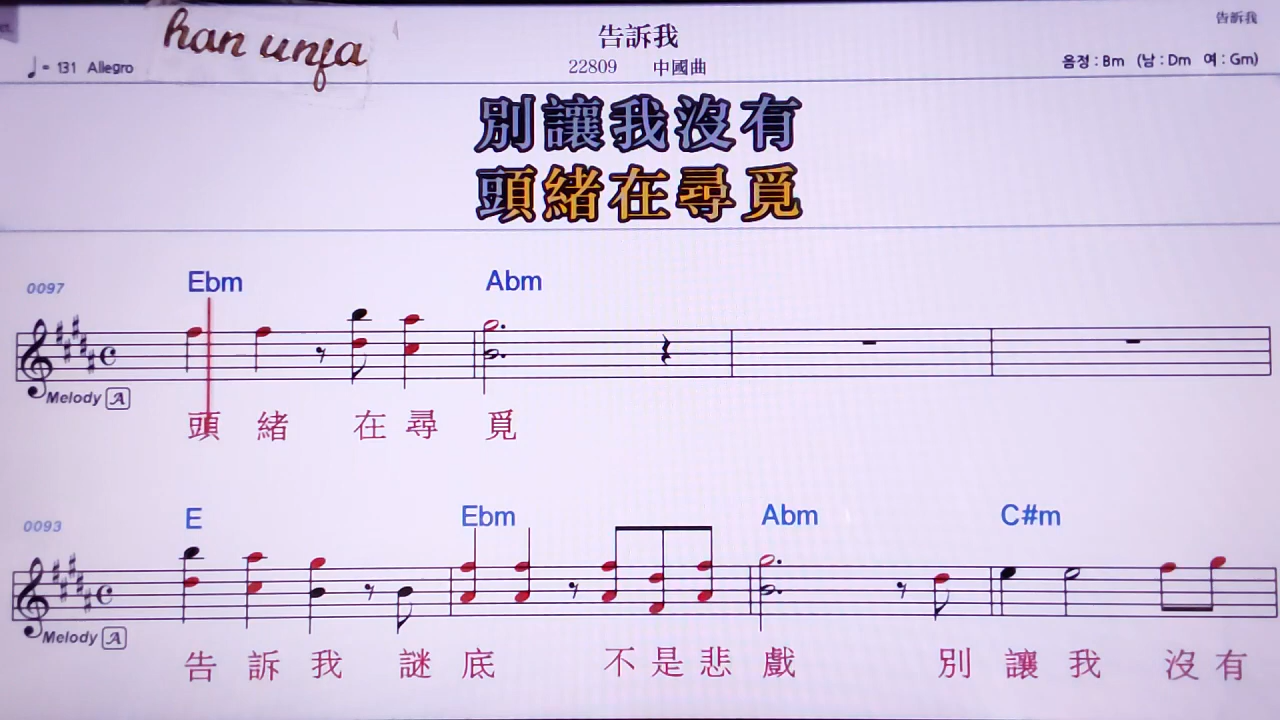 han unja
告訴我
告訴我
♩= 131 Allegro
22809 中國曲
음정 : Bm (남 : Dm 여 : Gm)
別讓我沒有
頭緒在尋覓
0097
Ebm Abm
Melody A
頭 緒 在 尋 覓
0093
E Ebm Abm C#m
Melody A
告 訴 我 謎 底 不 是 悲 戲 別 讓 我 沒 有